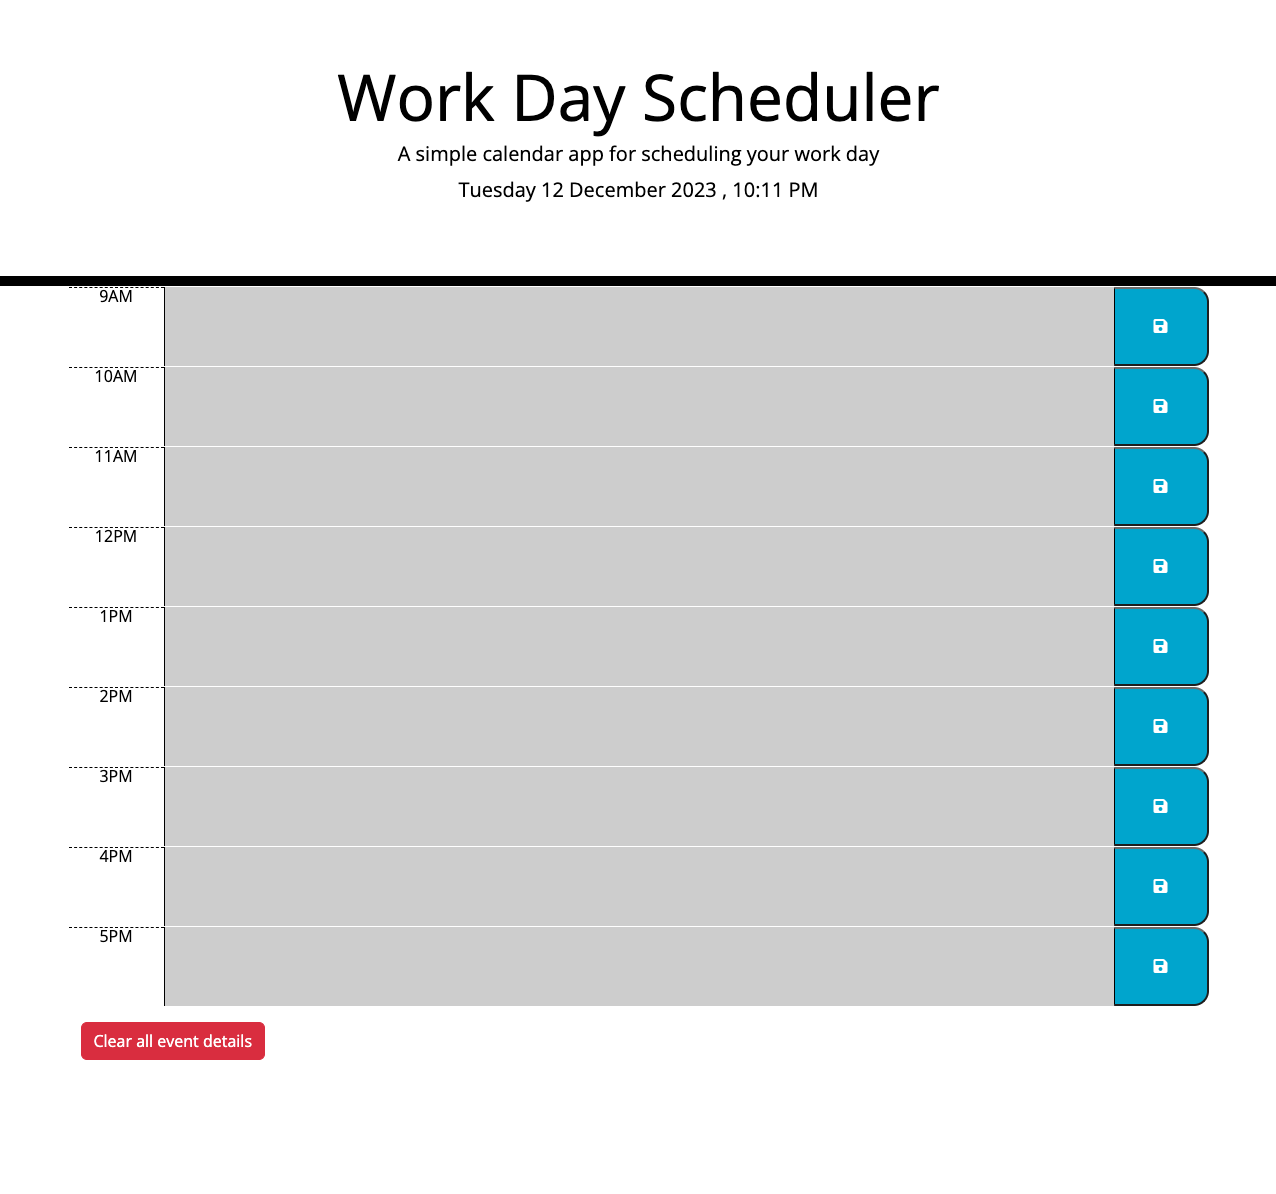 Work Day Scheduler
A simple calendar app for scheduling your work day
Tuesday 12 December 2023 , 10:11 PM
9AM
10AM
11AM
12PM
1PM
2PM
3PM
4PM
5PM
Clear all event details